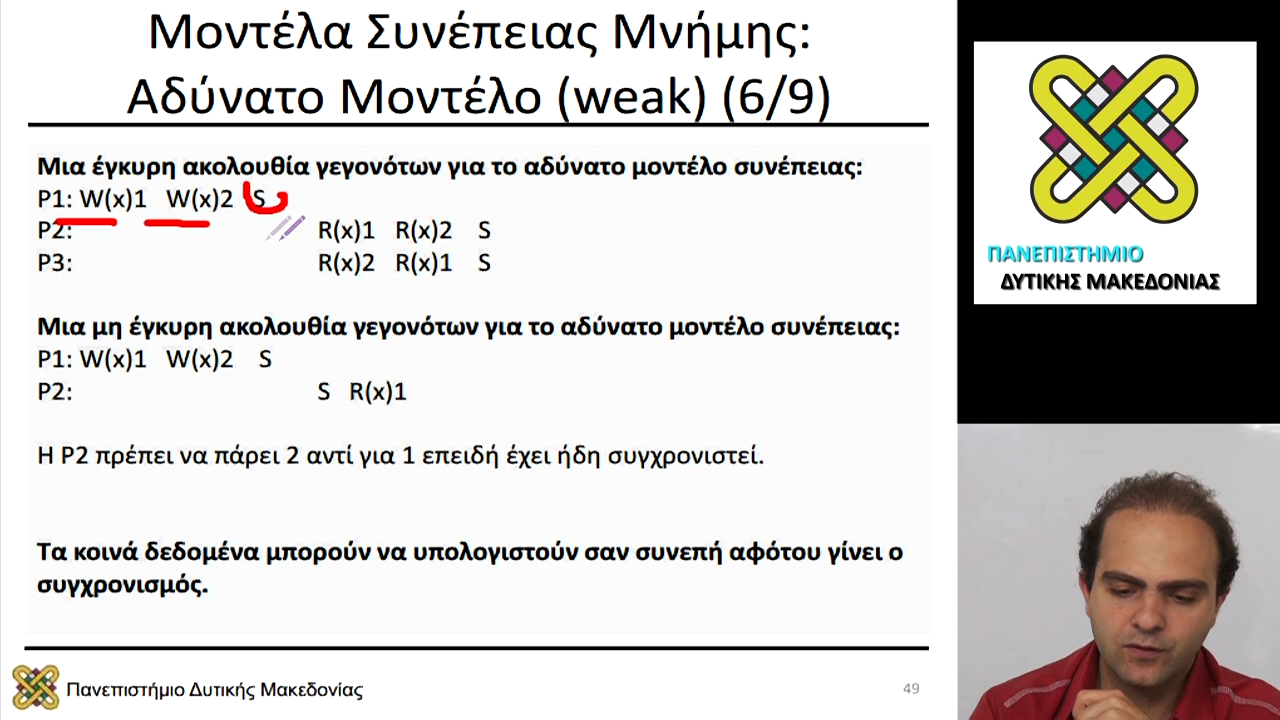 Μοντέλα Συνέπειας Μνήμης:
Αδύνατο Μοντέλο (weak) (6/9)
Μια έγκυρη ακολουθία γεγονότων για το αδύνατο μοντέλο συνέπειας:
P1: W(x)1 W(x)2 S
P2: R(x)1 R(x)2 S
P3: R(x)2 R(x)1 S
Μια μη έγκυρη ακολουθία γεγονότων για το αδύνατο μοντέλο συνέπειας:
P1: W(x)1 W(x)2 S
P2: S R(x)1
Η P2 πρέπει να πάρει 2 αντί για 1 επειδή έχει ήδη συγχρονιστεί.
Τα κοινά δεδομένα μπορούν να υπολογιστούν σαν συνεπή αφότου γίνει ο
συγχρονισμός.
Πανεπιστήμιο Δυτικής Μακεδονίας
49
ΠΑΝΕΠΙΣΤΗΜΙΟ
ΔΥΤΙΚΗΣ ΜΑΚΕΔΟΝΙΑΣ